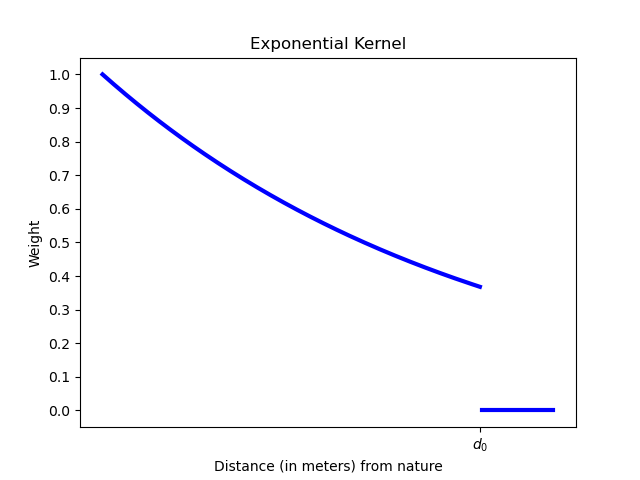 Exponential Kernel
1.0
0.9
0.8
0.7
0.6
0.5
0.4
0.3
0.2
0.1
0.0
Weight
d₀
Distance (in meters) from nature